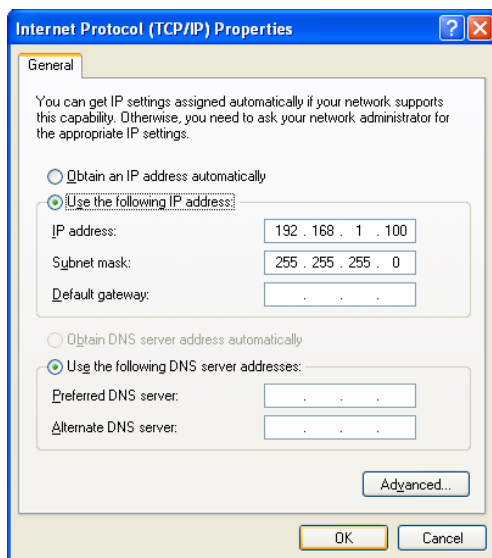 Internet Protocol (TCP/IP) Properties
General
You can get IP settings assigned automatically if your network supports
this capability. Otherwise, you need to ask your network administrator for
the appropriate IP settings.
Obtain an IP address automatically
Use the following IP address:
IP address: 192 . 168 . 1 . 100
Subnet mask: 255 . 255 . 255 . 0
Default gateway: . . .
Obtain DNS server address automatically
Use the following DNS server addresses:
Preferred DNS server: . . .
Alternate DNS server: . . .
Advanced...
OK Cancel